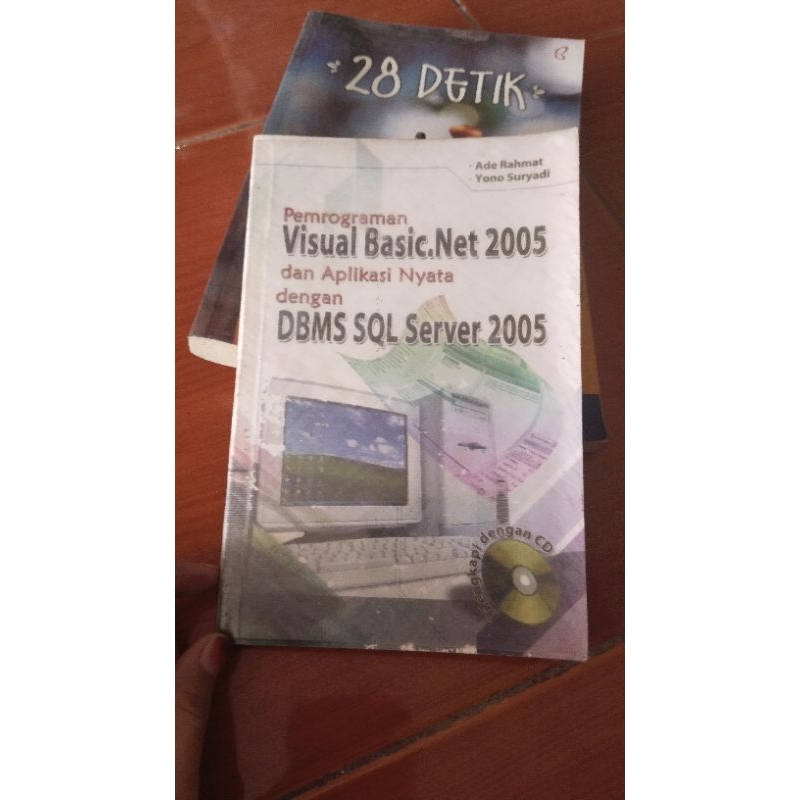 28 DETIK
· Ade Rahmat
· Yono Suryadi
Pemrograman
Visual Basic.Net 2005
dan Aplikasi Nyata
dengan
DBMS SQL Server 2005
dengan CD